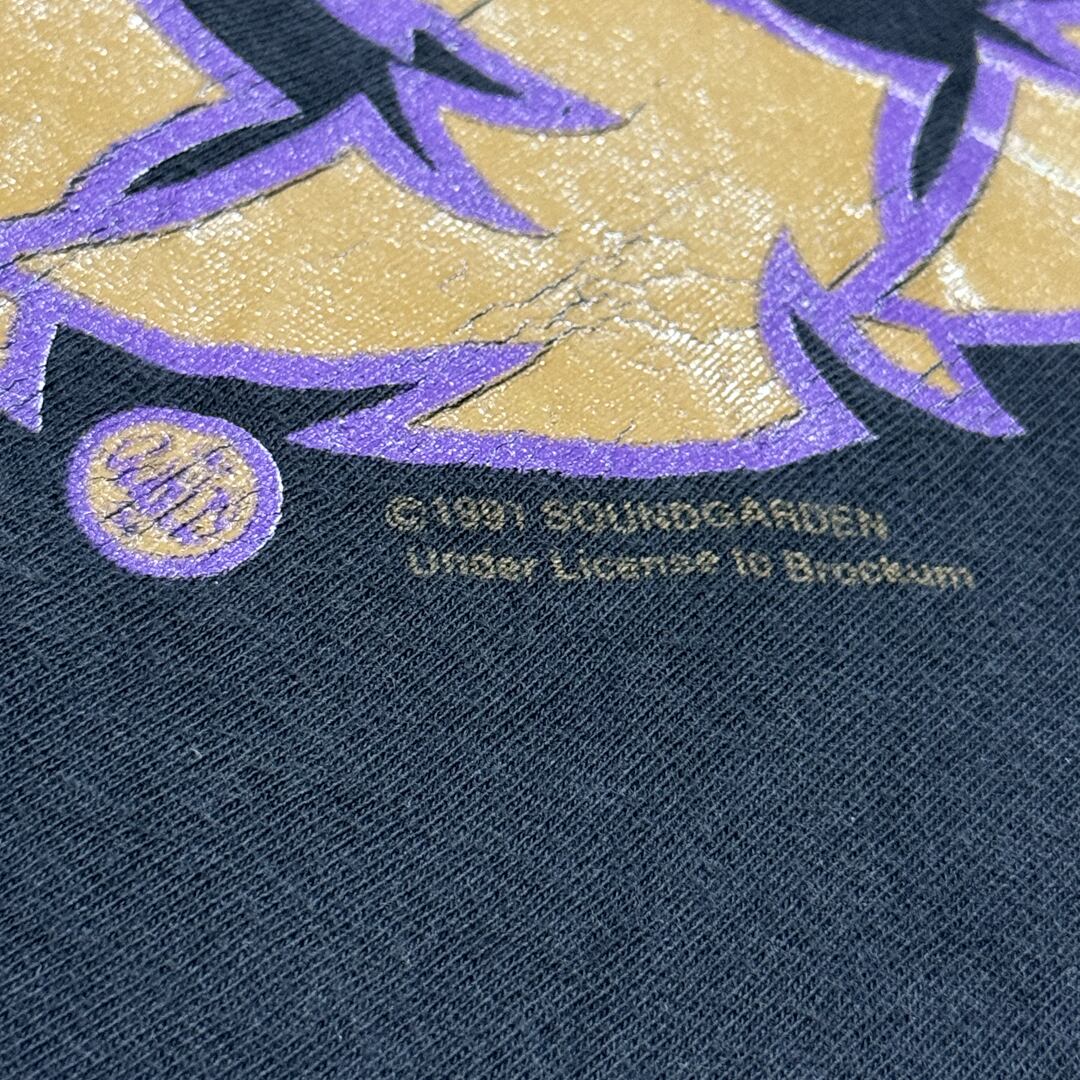 ©1991 SOUNDGARDEN
Under License to Brockum